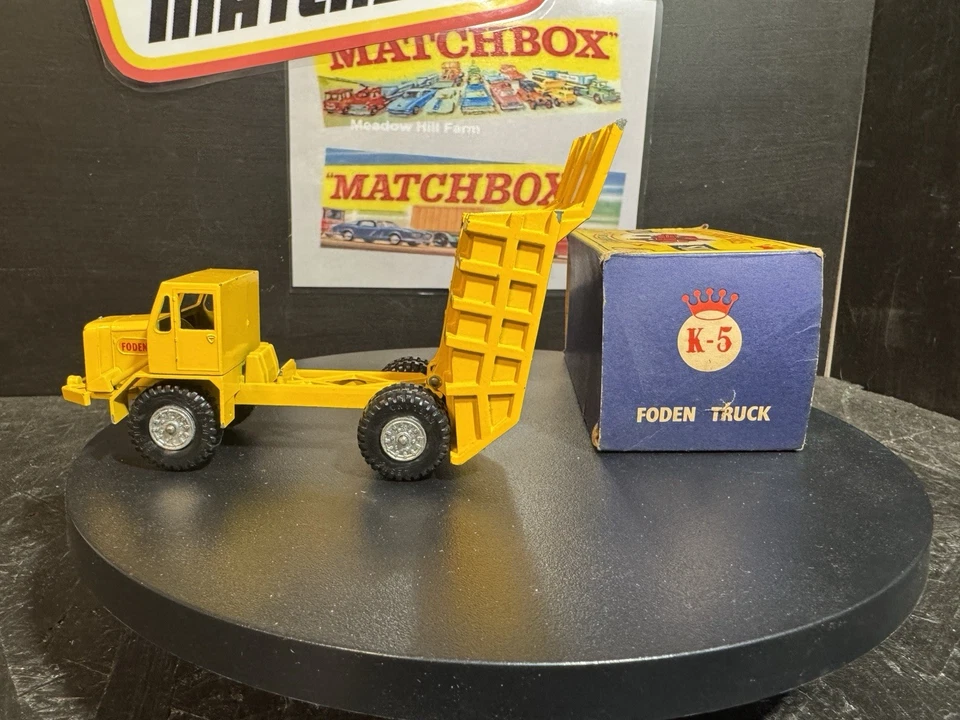 MATCHBOX"
Meadow Hill Farm
"MATCHBOX
FODEN
K-5
FODEN TRUCK